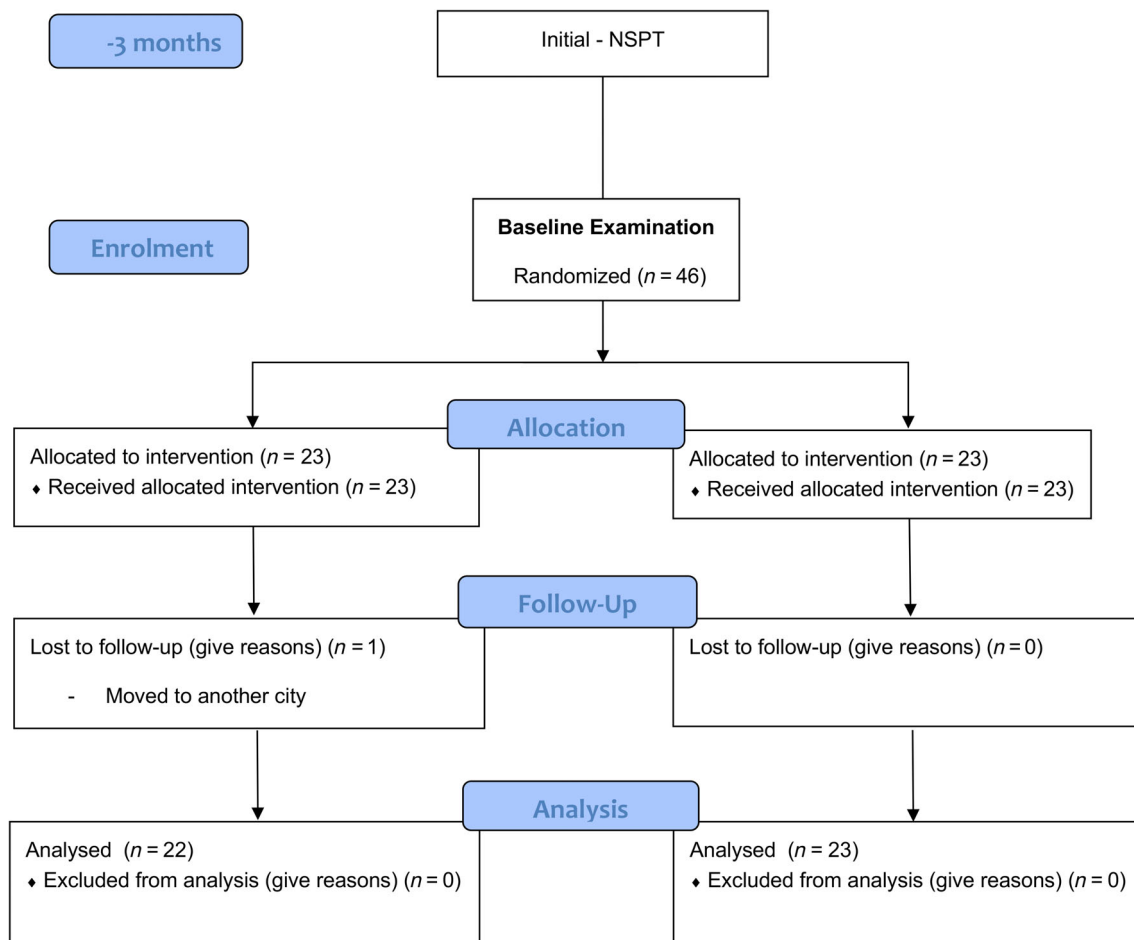 -3 months
Initial - NSPT
Enrolment
Baseline Examination
Randomized (n = 46)
Allocation
Allocated to intervention (n = 23)
♦ Received allocated intervention (n = 23)
Allocated to intervention (n = 23)
♦ Received allocated intervention (n = 23)
Follow-Up
Lost to follow-up (give reasons) (n = 1)
- Moved to another city
Lost to follow-up (give reasons) (n = 0)
Analysis
Analysed (n = 22)
♦ Excluded from analysis (give reasons) (n = 0)
Analysed (n = 23)
♦ Excluded from analysis (give reasons) (n = 0)